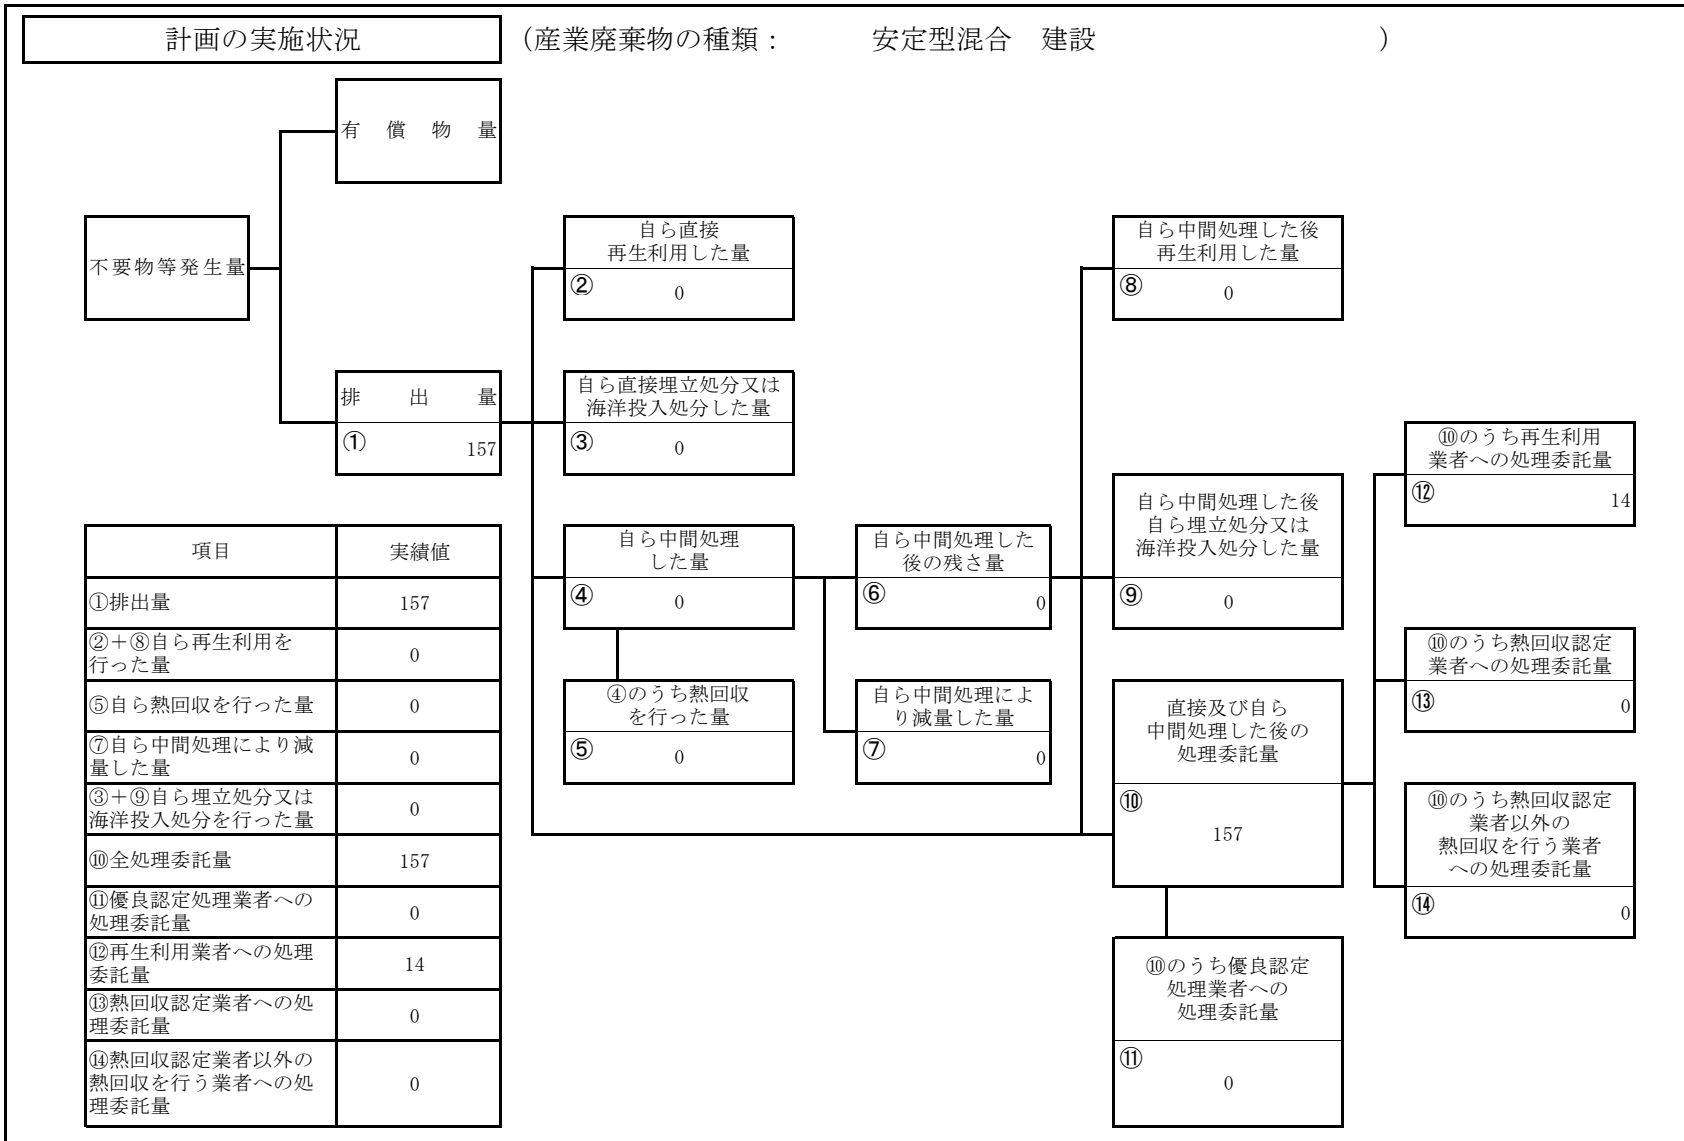 計画の実施状況
（産業廃棄物の種類：　　　安定型混合　建設　　　　　　　　　　）
有　償　物　量
不要物等発生量
排　出　量
①
157
自ら直接
再生利用した量
②
0
自ら直接埋立処分又は
海洋投入処分した量
③
0
自ら中間処理
した量
④
0
④のうち熱回収
を行った量
⑤
0
自ら中間処理した
後の残さ量
⑥
0
自ら中間処理によ
り減量した量
⑦
0
自ら中間処理した後
再生利用した量
⑧
0
自ら中間処理した後
自ら埋立処分又は
海洋投入処分した量
⑨
0
直接及び自ら
中間処理した後の
処理委託量
⑩
157
⑩のうち優良認定
処理業者への
処理委託量
⑪
0
⑩のうち再生利用
業者への処理委託量
⑫
14
⑩のうち熱回収認定
業者への処理委託量
⑬
0
⑩のうち熱回収認定
業者以外の
熱回収を行う業者
への処理委託量
⑭
0
項目　実績値
①排出量　157
②＋⑧自ら再生利用を
行った量　0
⑤自ら熱回収を行った量　0
⑦自ら中間処理により減
量した量　0
③＋⑨自ら埋立処分又は
海洋投入処分を行った量　0
⑩全処理委託量　157
⑪優良認定処理業者への
処理委託量　0
⑫再生利用業者への処理
委託量　14
⑬熱回収認定業者への処
理委託量　0
⑭熱回収認定業者以外の
熱回収を行う業者への処
理委託量　0